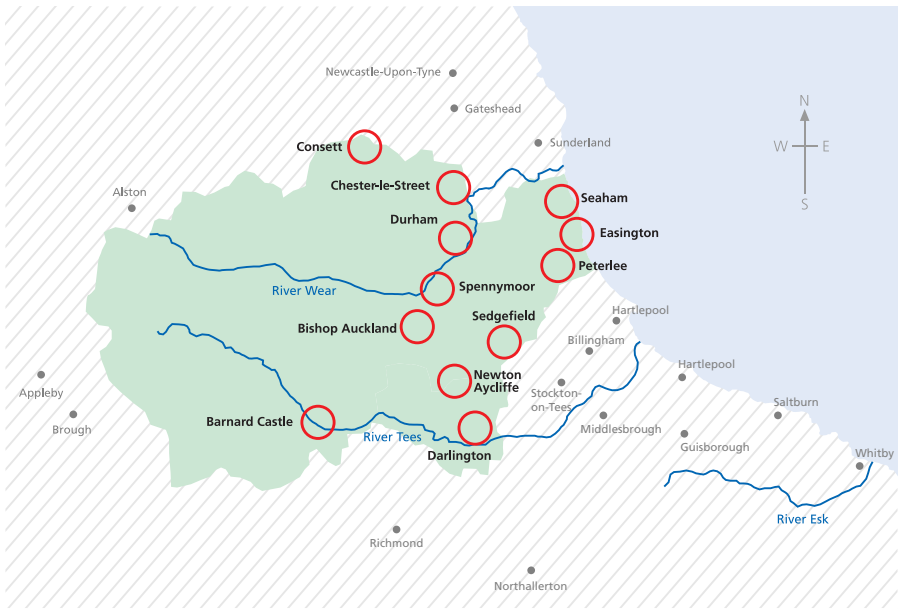 Newcastle-Upon-Tyne
Gateshead
N
Sunderland
Consett
W
E
Chester-le-Street
Alston
Seaham
S
Durham
Easington
Peterlee
River Wear
Spennymoor
Hartlepool
Sedgefield
Bishop Auckland
Billingham
Hartlepool
Newton
Aycliffe
Appleby
Stockton-
on-Tees
Saltburn
Barnard Castle
Brough
River Tees
Middlesbrough
Guisborough
Darlington
Whitby
River Esk
Richmond
Northallerton